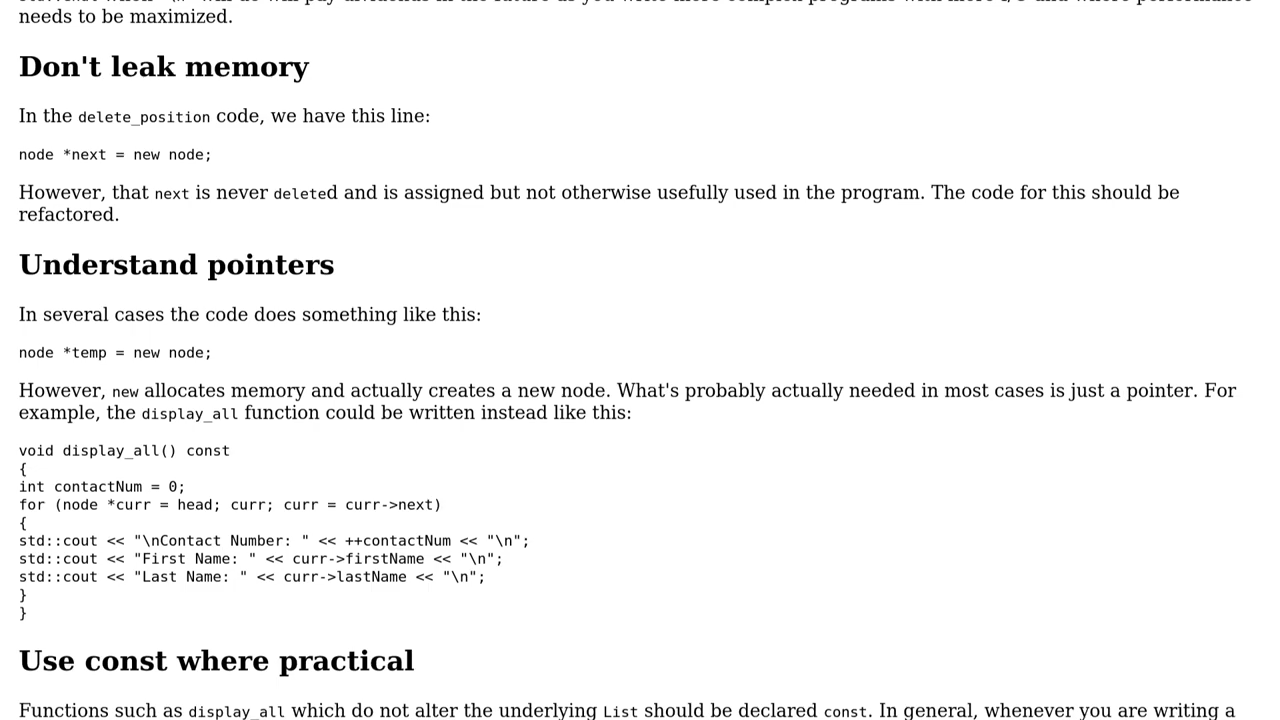 needs to be maximized.
Don't leak memory
In the delete_position code, we have this line:
node *next = new node;
However, that next is never deleted and is assigned but not otherwise usefully used in the program. The code for this should be
refactored.
Understand pointers
In several cases the code does something like this:
node *temp = new node;
However, new allocates memory and actually creates a new node. What's probably actually needed in most cases is just a pointer. For
example, the display_all function could be written instead like this:
void display_all() const
{
int contactNum = 0;
for (node *curr = head; curr; curr = curr->next)
{
std::cout << "\nContact Number: " << ++contactNum << "\n";
std::cout << "First Name: " << curr->firstName << "\n";
std::cout << "Last Name: " << curr->lastName << "\n";
}
}
Use const where practical
Functions such as display_all which do not alter the underlying List should be declared const. In general, whenever you are writing a